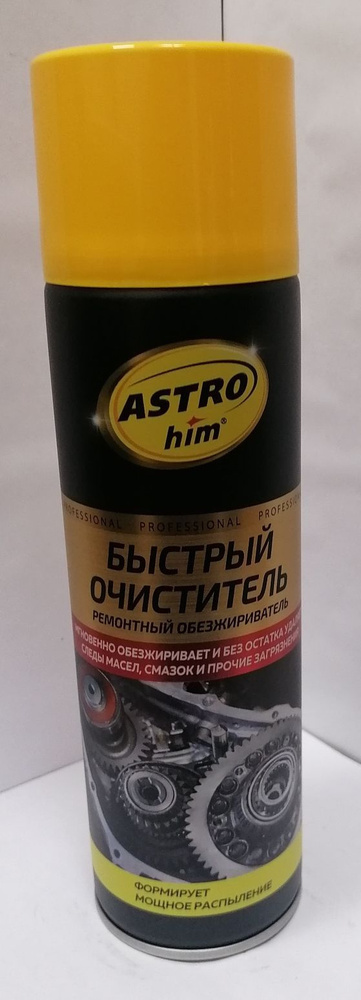 ASTRO
him®
PROFESSIONAL · PROFESSIONAL
БЫСТРЫЙ
ОЧИСТИТЕЛЬ
РЕМОНТНЫЙ ОБЕЗЖИРИВАТЕЛЬ
ОБЕЗЖИРИВАЕТ И БЕЗ ОСТАТКА
СЛЕДЫ МАСЕЛ, СМАЗОК И ПРОЧИЕ
ФОРМИРУЕТ
МОЩНОЕ РАСПЫЛЕНИЕ